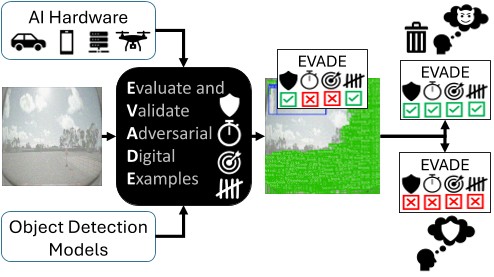 AI Hardware
Evaluate and
Validate
Adversarial
Digital
Examples
Object Detection
Models
EVADE
EVADE
EVADE